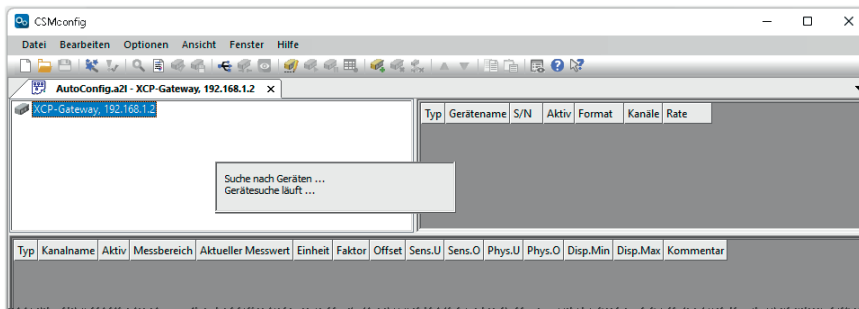 CSMconfig
Datei Bearbeiten Optionen Ansicht Fenster Hilfe
AutoConfig.a2l - XCP-Gateway, 192.168.1.2 x
XCP-Gateway, 192.168.1.2
Typ Gerätename S/N Aktiv Format Kanäle Rate
Suche nach Geräten ...
Gerätesuche läuft ...
Typ Kanalname Aktiv Messbereich Aktueller Messwert Einheit Faktor Offset Sens.U Sens.O Phys.U Phys.O Disp.Min Disp.Max Kommentar